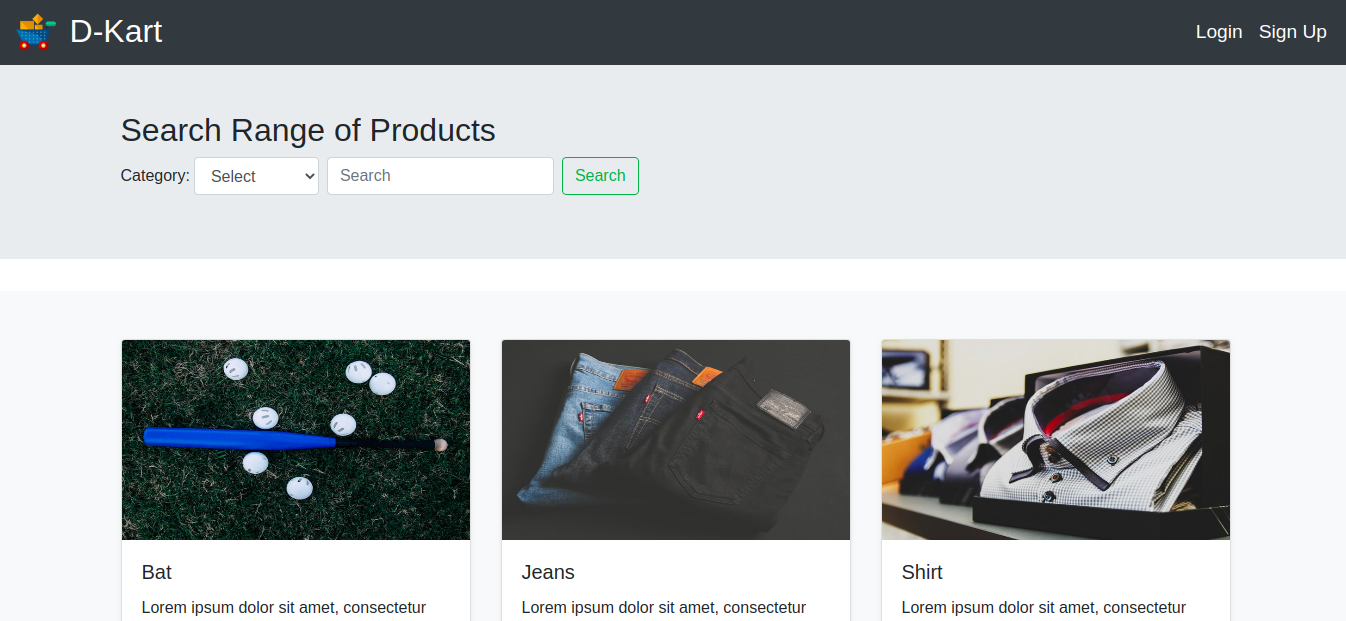 D-Kart
Login Sign Up
Search Range of Products
Category: Select Search Search
Bat Jeans Shirt
Lorem ipsum dolor sit amet, consectetur Lorem ipsum dolor sit amet, consectetur Lorem ipsum dolor sit amet, consectetur